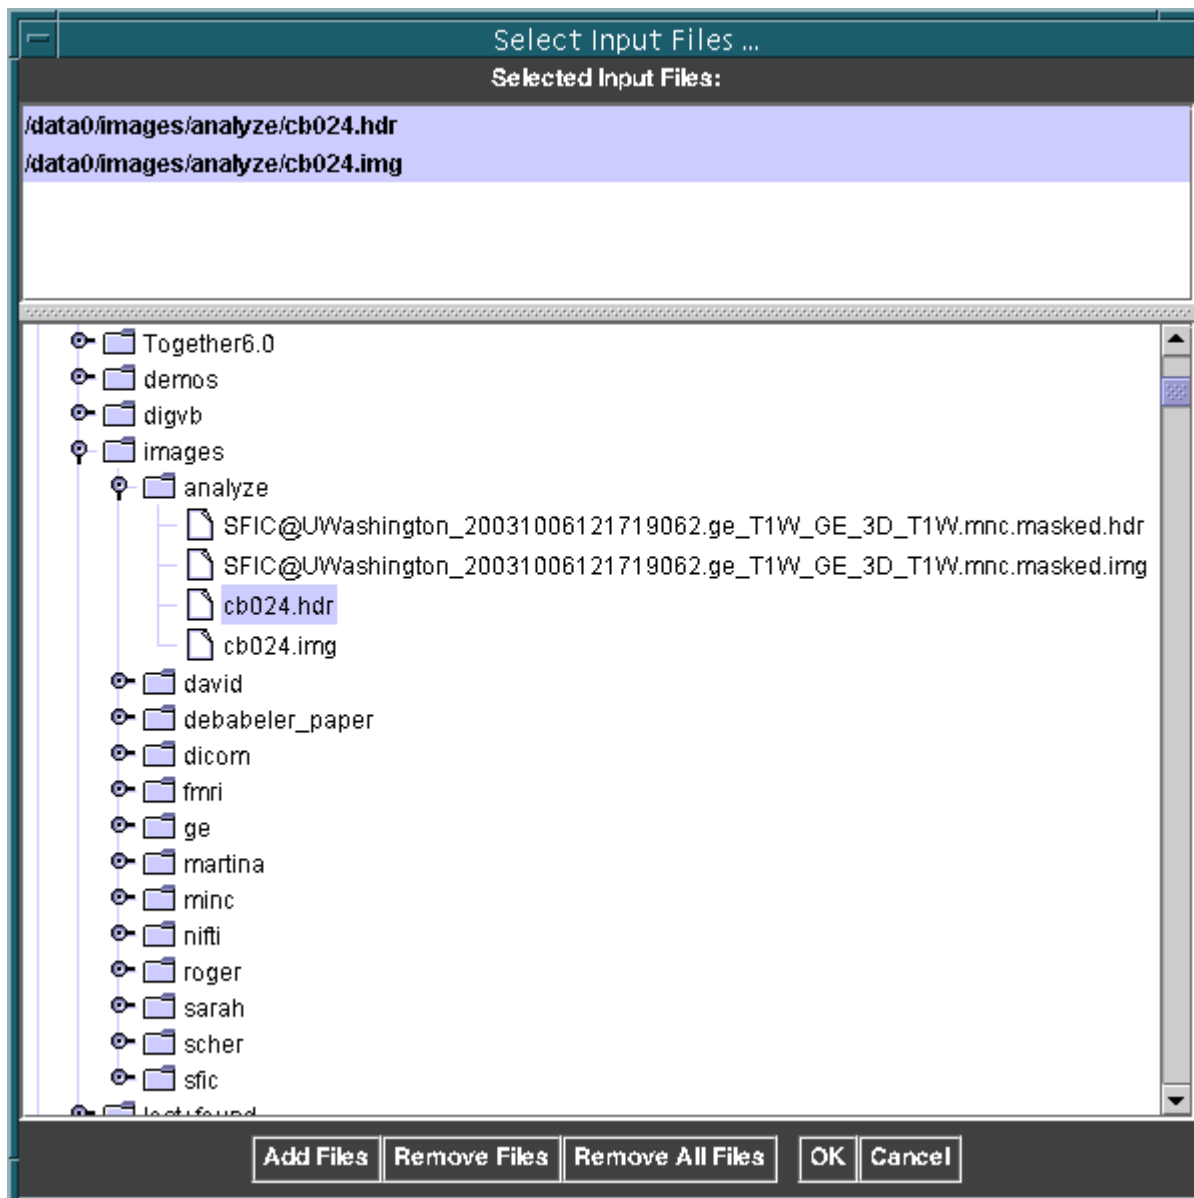 Select Input Files ...
Selected Input Files:
/data0/images/analyze/cb024.hdr
/data0/images/analyze/cb024.img
Together6.0
demos
digvb
images
analyze
SFIC@UWashington_20031006121719062.ge_T1W_GE_3D_T1W.mnc.masked.hdr
SFIC@UWashington_20031006121719062.ge_T1W_GE_3D_T1W.mnc.masked.img
cb024.hdr
cb024.img
david
debabeler_paper
dicom
fmri
ge
martina
minc
nifti
roger
sarah
scher
sfic
Add Files Remove Files Remove All Files OK Cancel